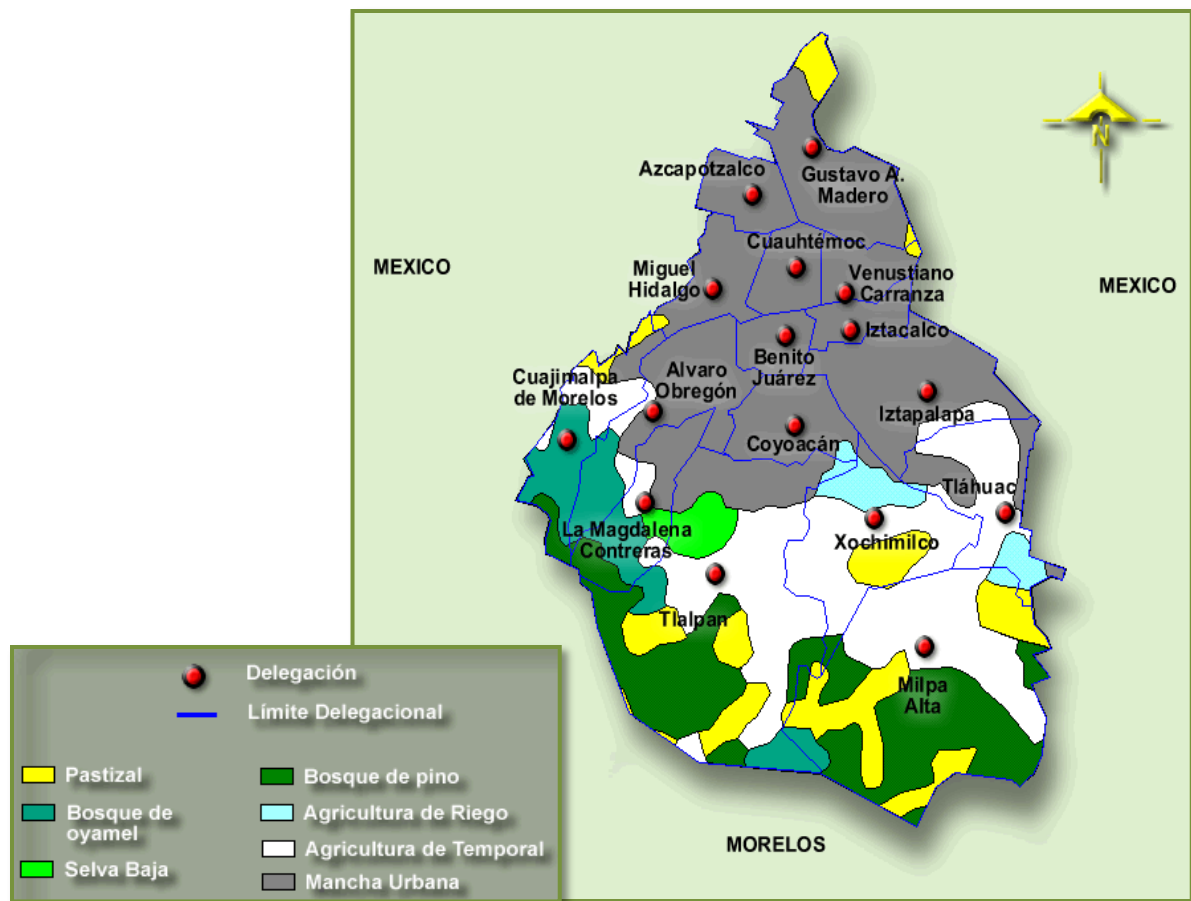 Azcapotzalco
Gustavo A.
Madero
Cuauhtémoc
MEXICO
Miguel
Hidalgo
Venustiano
Carranza
MEXICO
Iztacalco
Benito
Juárez
Cuajimalpa
de Morelos
Alvaro
Obregón
Iztapalapa
Coyoacán
Tláhuac
La Magdalena
Contreras
Xochimilco
Tlalpan
Milpa
Alta
MORELOS
N
Delegación
Límite Delegacional
Pastizal
Bosque de
oyamel
Selva Baja
Bosque de pino
Agricultura de Riego
Agricultura de Temporal
Mancha Urbana